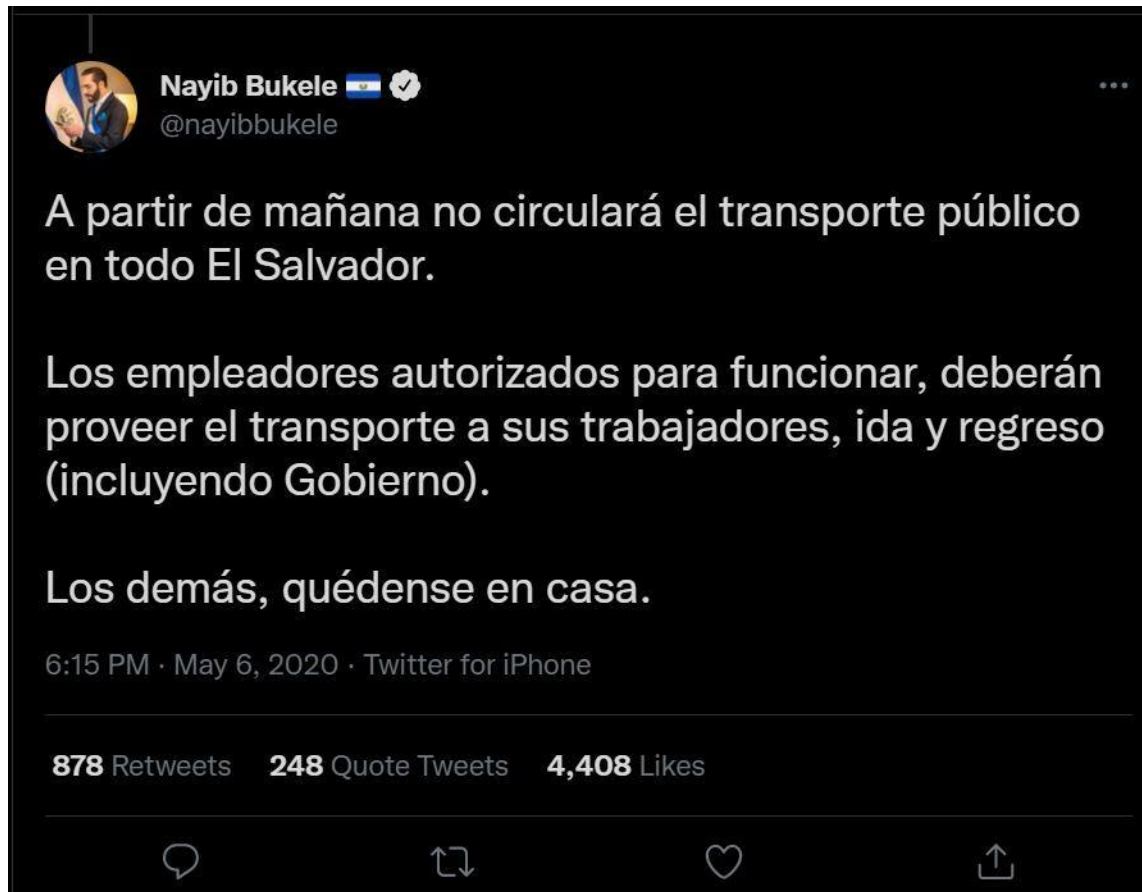 Nayib Bukele 🇸🇻
@nayibbukele
A partir de mañana no circulará el transporte público
en todo El Salvador.
Los empleadores autorizados para funcionar, deberán
proveer el transporte a sus trabajadores, ida y regreso
(incluyendo Gobierno).
Los demás, quédense en casa.
6:15 PM · May 6, 2020 · Twitter for iPhone
878 Retweets 248 Quote Tweets 4,408 Likes